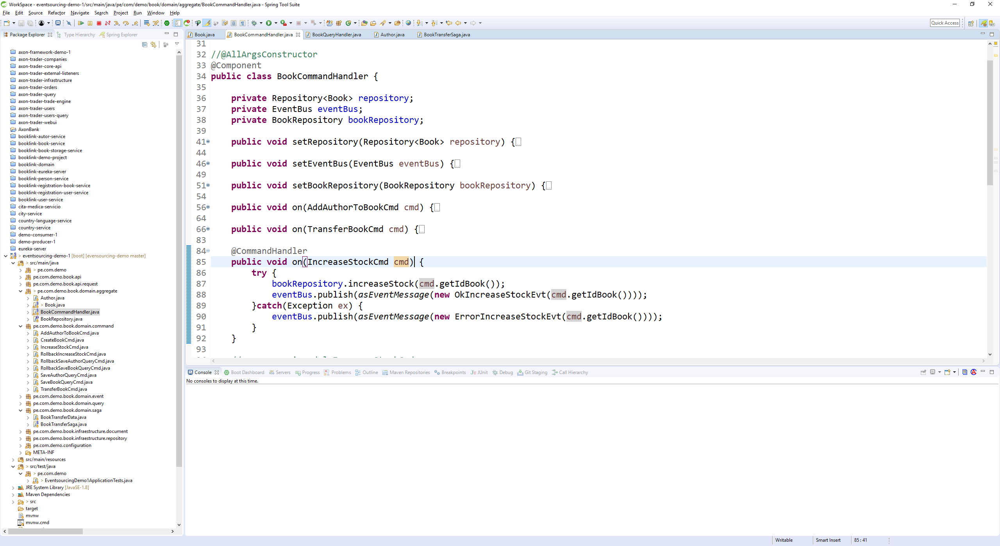 WorkSpace - eventsourcing-demo-1/src/main/java/pe/com/demo/book/domain/aggregate/BookCommandHandler.java - Spring Tool Suite
File Edit Source Refactor Navigate Search Project Run Window Help
Quick Access
Package Explorer Type Hierarchy Spring Explorer
axon-framework-demo-1
axon-trader-companies
axon-trader-core-api
axon-trader-external-listeners
axon-trader-infrastructure
axon-trader-orders
axon-trader-query
axon-trader-trade-engine
axon-trader-users
axon-trader-users-query
axon-trader-webui
AxonBank
booklink-autor-service
booklink-book-service
booklink-book-storage-service
booklink-demo-project
booklink-domain
booklink-eureka-server
booklink-person-service
booklink-registration-book-service
booklink-registration-user-service
booklink-user-service
cita-medica-servicio
city-service
country-language-service
country-service
demo-consumer-1
demo-producer-1
eureka-server
> eventsourcing-demo-1 [boot] [evensourcing-demo master]
> src/main/java
> pe.com.demo
pe.com.demo.book.api
pe.com.demo.book.api.request
> pe.com.demo.book.domain.aggregate
Author.java
> Book.java
BookCommandHandler.java
BookRepository.java
pe.com.demo.book.domain.command
AddAuthorToBookCmd.java
CreateBookCmd.java
IncreaseStockCmd.java
RollbackIncreaseStockCmd.java
RollbackSaveAuthorQueryCmd.java
RollbackSaveBookQueryCmd.java
SaveAuthorQueryCmd.java
SaveBookQueryCmd.java
TransferBookCmd.java
pe.com.demo.book.domain.event
pe.com.demo.book.domain.query
pe.com.demo.book.domain.saga
BookTransferData.java
BookTransferSaga.java
pe.com.demo.book.infraestructure.document
pe.com.demo.book.infraestructure.repository
pe.com.demo.configuration
META-INF
src/main/resources
> src/test/java
> pe.com.demo
> EventsourcingDemo1ApplicationTests.java
JRE System Library [JavaSE-1.8]
Maven Dependencies
> src
target
mvnw
mvnw.cmd
Book.java BookCommandHandler.java BookQueryHandler.java Author.java BookTransferSaga.java
31
32 //@AllArgsConstructor
33 @Component
34 public class BookCommandHandler {
35
36 private Repository<Book> repository;
37 private EventBus eventBus;
38 private BookRepository bookRepository;
39
41 public void setRepository(Repository<Book> repository) {
44
46 public void setEventBus(EventBus eventBus) {
49
51 public void setBookRepository(BookRepository bookRepository) {
54
56 public void on(AddAuthorToBookCmd cmd) {
64
66 public void on(TransferBookCmd cmd) {
83
84 @CommandHandler
85 public void on(IncreaseStockCmd cmd) {
86 try {
87 bookRepository.increaseStock(cmd.getIdBook());
88 eventBus.publish(asEventMessage(new OkIncreaseStockEvt(cmd.getIdBook())));
89 }catch(Exception ex) {
90 eventBus.publish(asEventMessage(new ErrorIncreaseStockEvt(cmd.getIdBook())));
91 }
92 }
93
Console Boot Dashboard Servers Progress Problems Outline Maven Repositories Breakpoints JUnit Debug Git Staging Call Hierarchy
No consoles to display at this time.
Writable Smart Insert 85 : 41